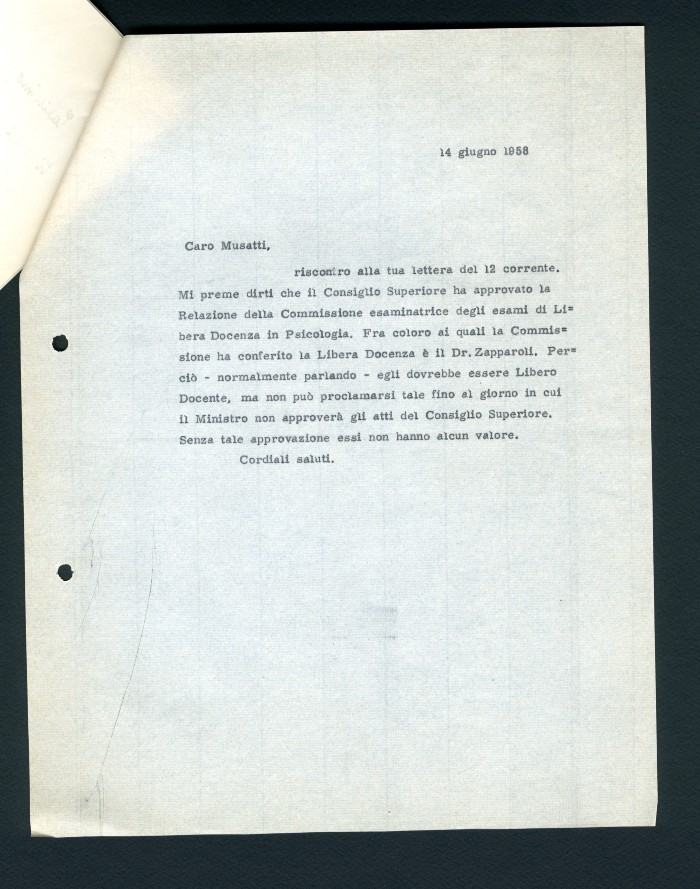 14 giugno 1958
Caro Musatti,
riscontro alla tua lettera del 12 corrente.
Mi preme dirti che il Consiglio Superiore ha approvato la
Relazione della Commissione esaminatrice degli esami di Li=
bera Docenza in Psicologia. Fra coloro ai quali la Commis=
sione ha conferito la Libera Docenza è il Dr. Zapparoli. Per=
ciò - normalmente parlando - egli dovrebbe essere Libero
Docente, ma non può proclamarsi tale fino al giorno in cui
il Ministro non approverà gli atti del Consiglio Superiore.
Senza tale approvazione essi non hanno alcun valore.
Cordiali saluti.